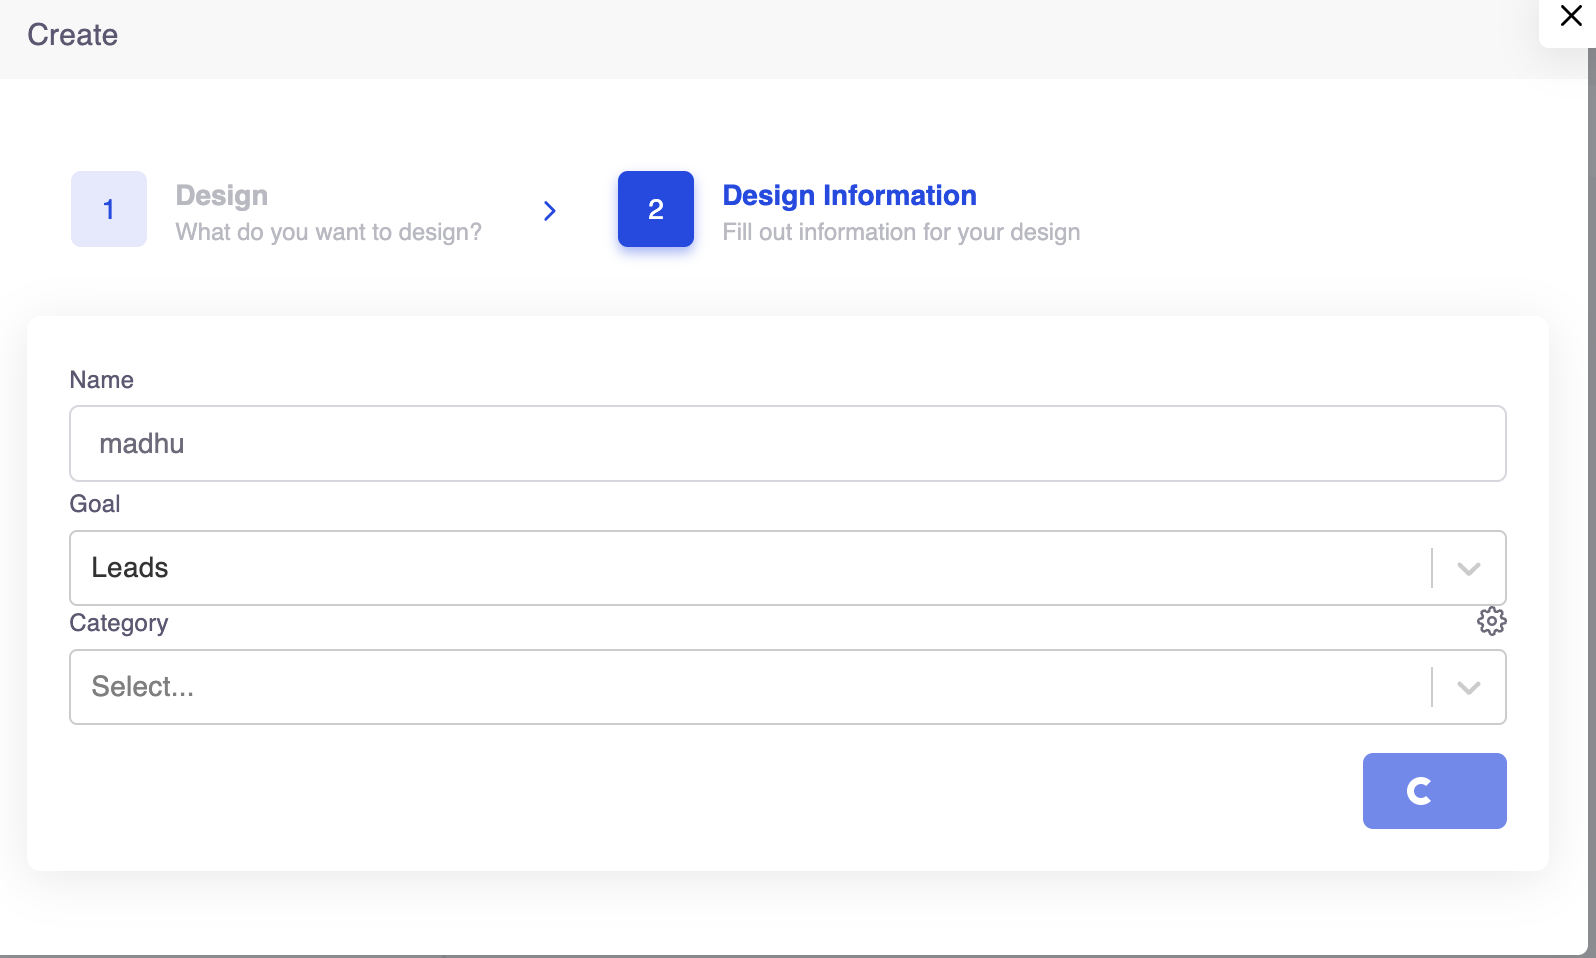 Create
1
Design
What do you want to design?
2
Design Information
Fill out information for your design
Name
madhu
Goal
Leads
Category
Select...